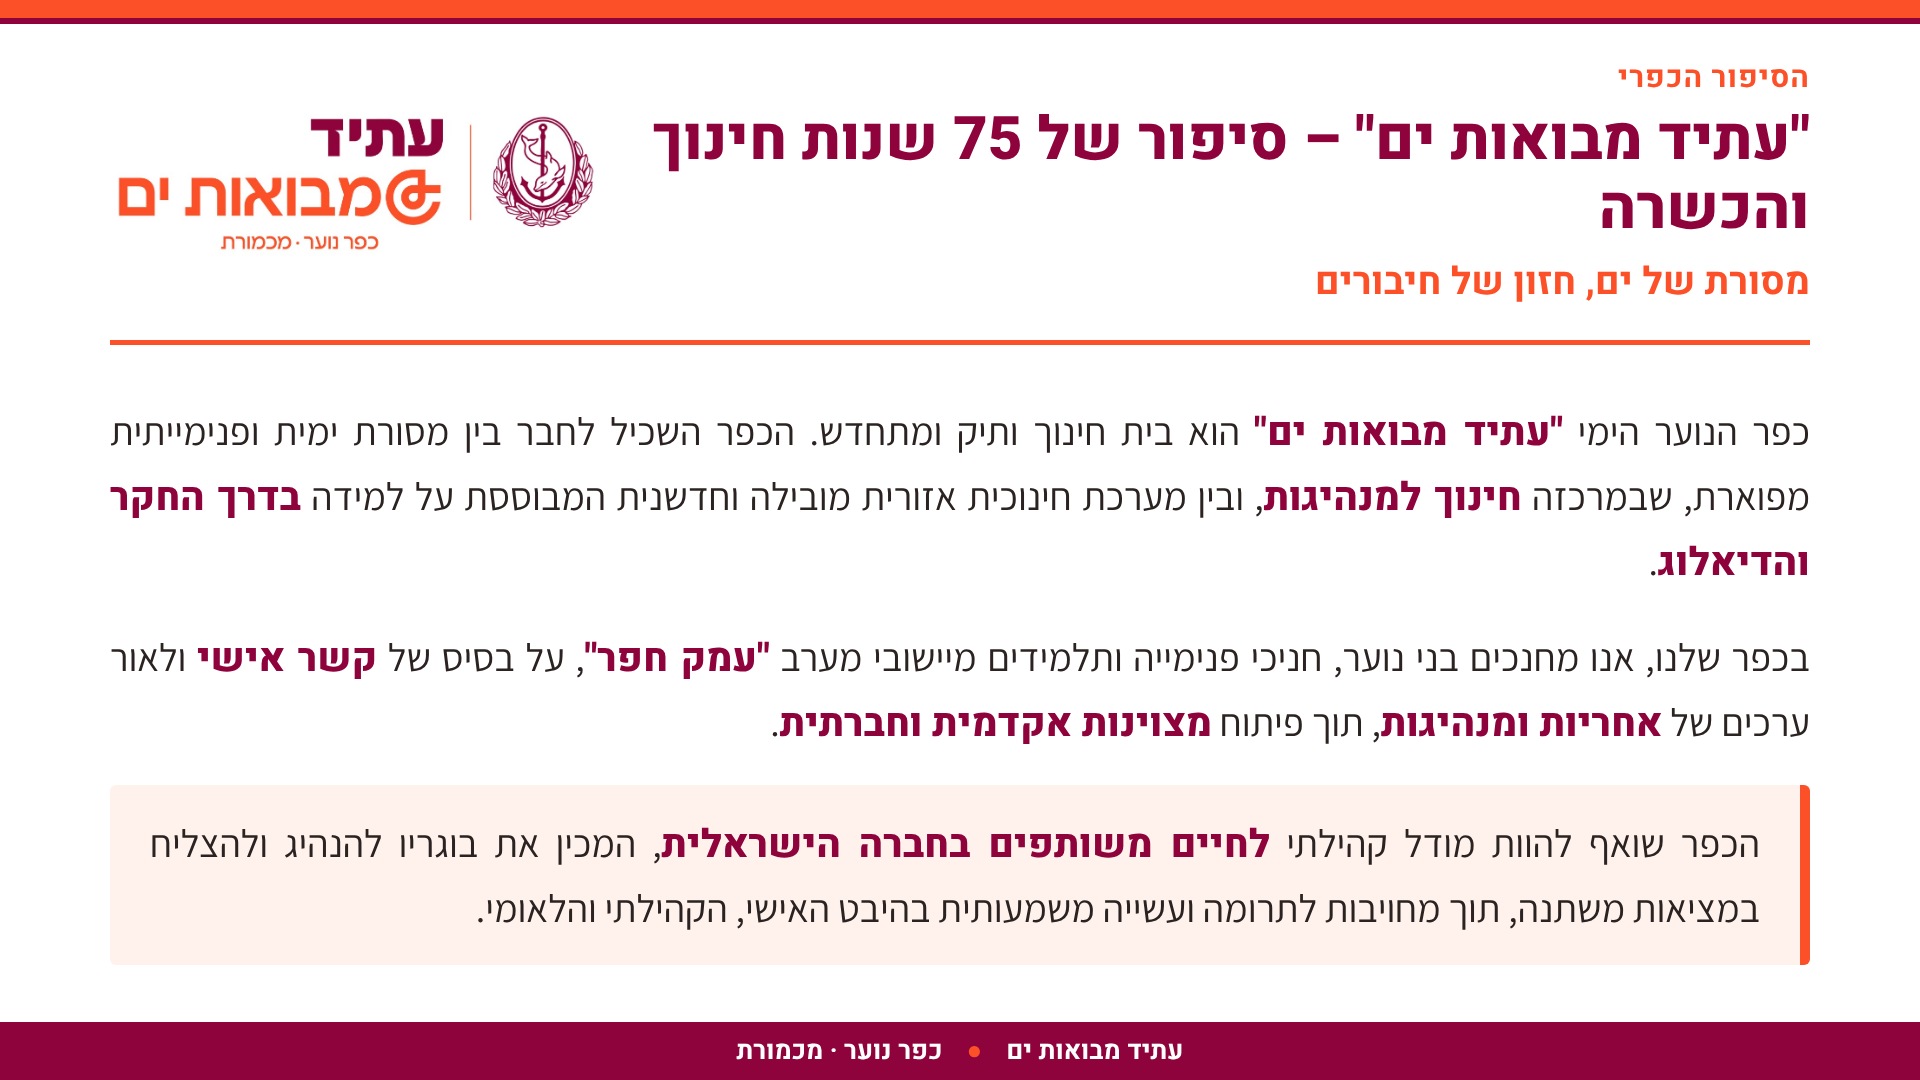 הסיפור הכפרי
"עתיד מבואות ים" – סיפור של 75 שנות חינוך
והכשרה
מסורת של ים, חזון של חיבורים
עתיד
מבואות ים
כפר נוער · מכמורת
כפר הנוער הימי "עתיד מבואות ים" הוא בית חינוך ותיק ומתחדש. הכפר השכיל לחבר בין מסורת ימית ופנימייתית
מפוארת, שבמרכזה חינוך למנהיגות, ובין מערכת חינוכית אזורית מובילה וחדשנית המבוססת על למידה בדרך החקר
והדיאלוג.
בכפר שלנו, אנו מחנכים בני נוער, חניכי פנימייה ותלמידים מיישובי מערב "עמק חפר", על בסיס של קשר אישי ולאור
ערכים של אחריות ומנהיגות, תוך פיתוח מצוינות אקדמית וחברתית.
הכפר שואף להוות מודל קהילתי לחיים משותפים בחברה הישראלית, המכין את בוגריו להנהיג ולהצליח
במציאות משתנה, תוך מחויבות לתרומה ועשייה משמעותית בהיבט האישי, הקהילתי והלאומי.
עתיד מבואות ים • כפר נוער · מכמורת